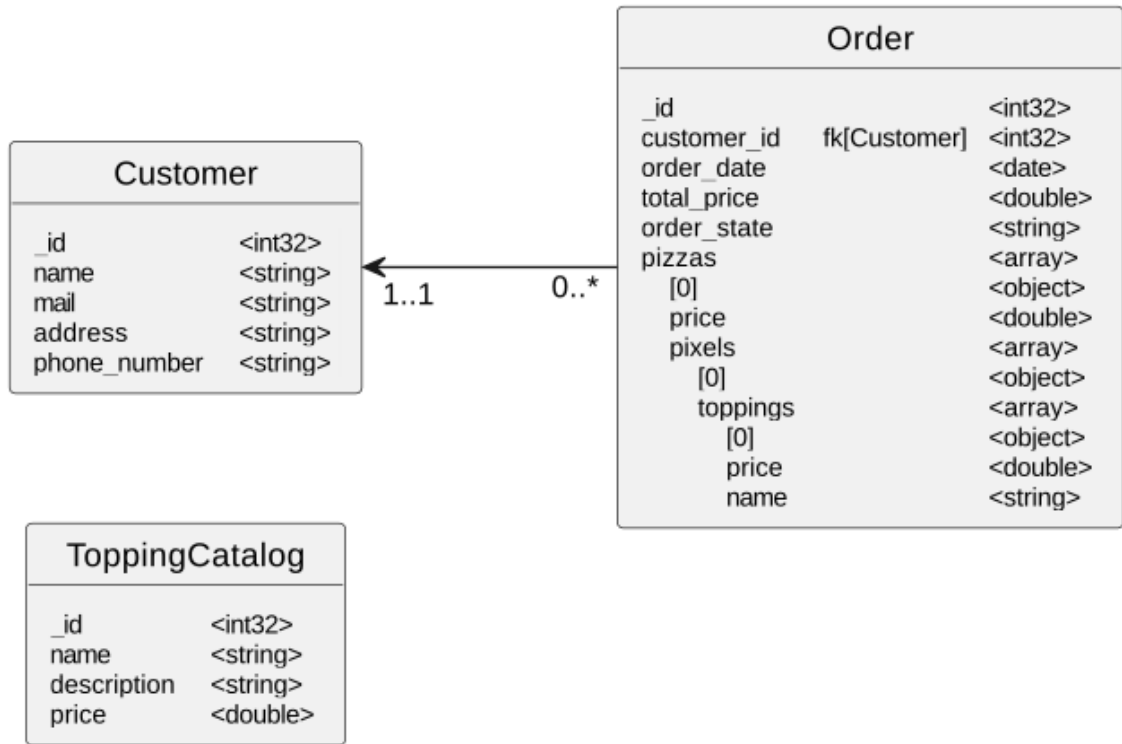 Customer
_id <int32>
name <string>
mail <string>
address <string>
phone_number <string>
1..1
0..*
Order
_id <int32>
customer_id fk[Customer] <int32>
order_date <date>
total_price <double>
order_state <string>
pizzas <array>
[0] <object>
price <double>
pixels <array>
[0] <object>
toppings <array>
[0] <object>
price <double>
name <string>
ToppingCatalog
_id <int32>
name <string>
description <string>
price <double>